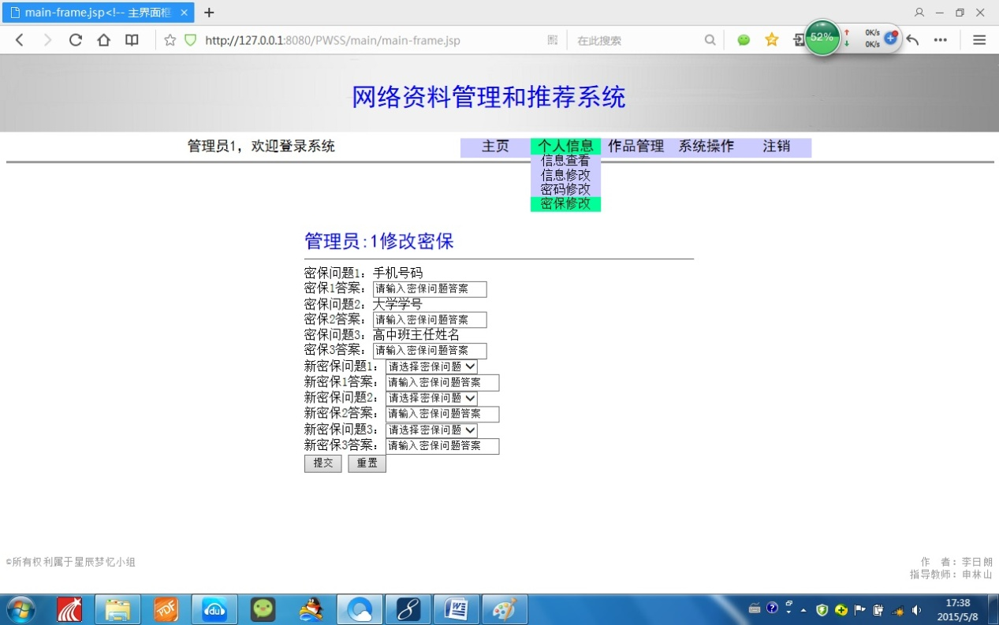 main-frame.jsp<!-- 主界面框
http://127.0.0.1:8080/PWSS/main/main-frame.jsp
在此搜索
52%
0K/s
0K/s
网络资料管理和推荐系统
管理员1，欢迎登录系统
主页 个人信息 作品管理 系统操作 注销
信息查看
信息修改
密码修改
密保修改
管理员:1修改密保
密保问题1：手机号码
密保1答案：请输入密保问题答案
密保问题2：大学学号
密保2答案：请输入密保问题答案
密保问题3：高中班主任姓名
密保3答案：请输入密保问题答案
新密保问题1：请选择密保问题
新密保1答案：请输入密保问题答案
新密保问题2：请选择密保问题
新密保2答案：请输入密保问题答案
新密保问题3：请选择密保问题
新密保3答案：请输入密保问题答案
提交 重置
©所有权利属于星辰梦忆小组
作 者：李日朗
指导教师：申林山
PDF
du
17:38
2015/5/8